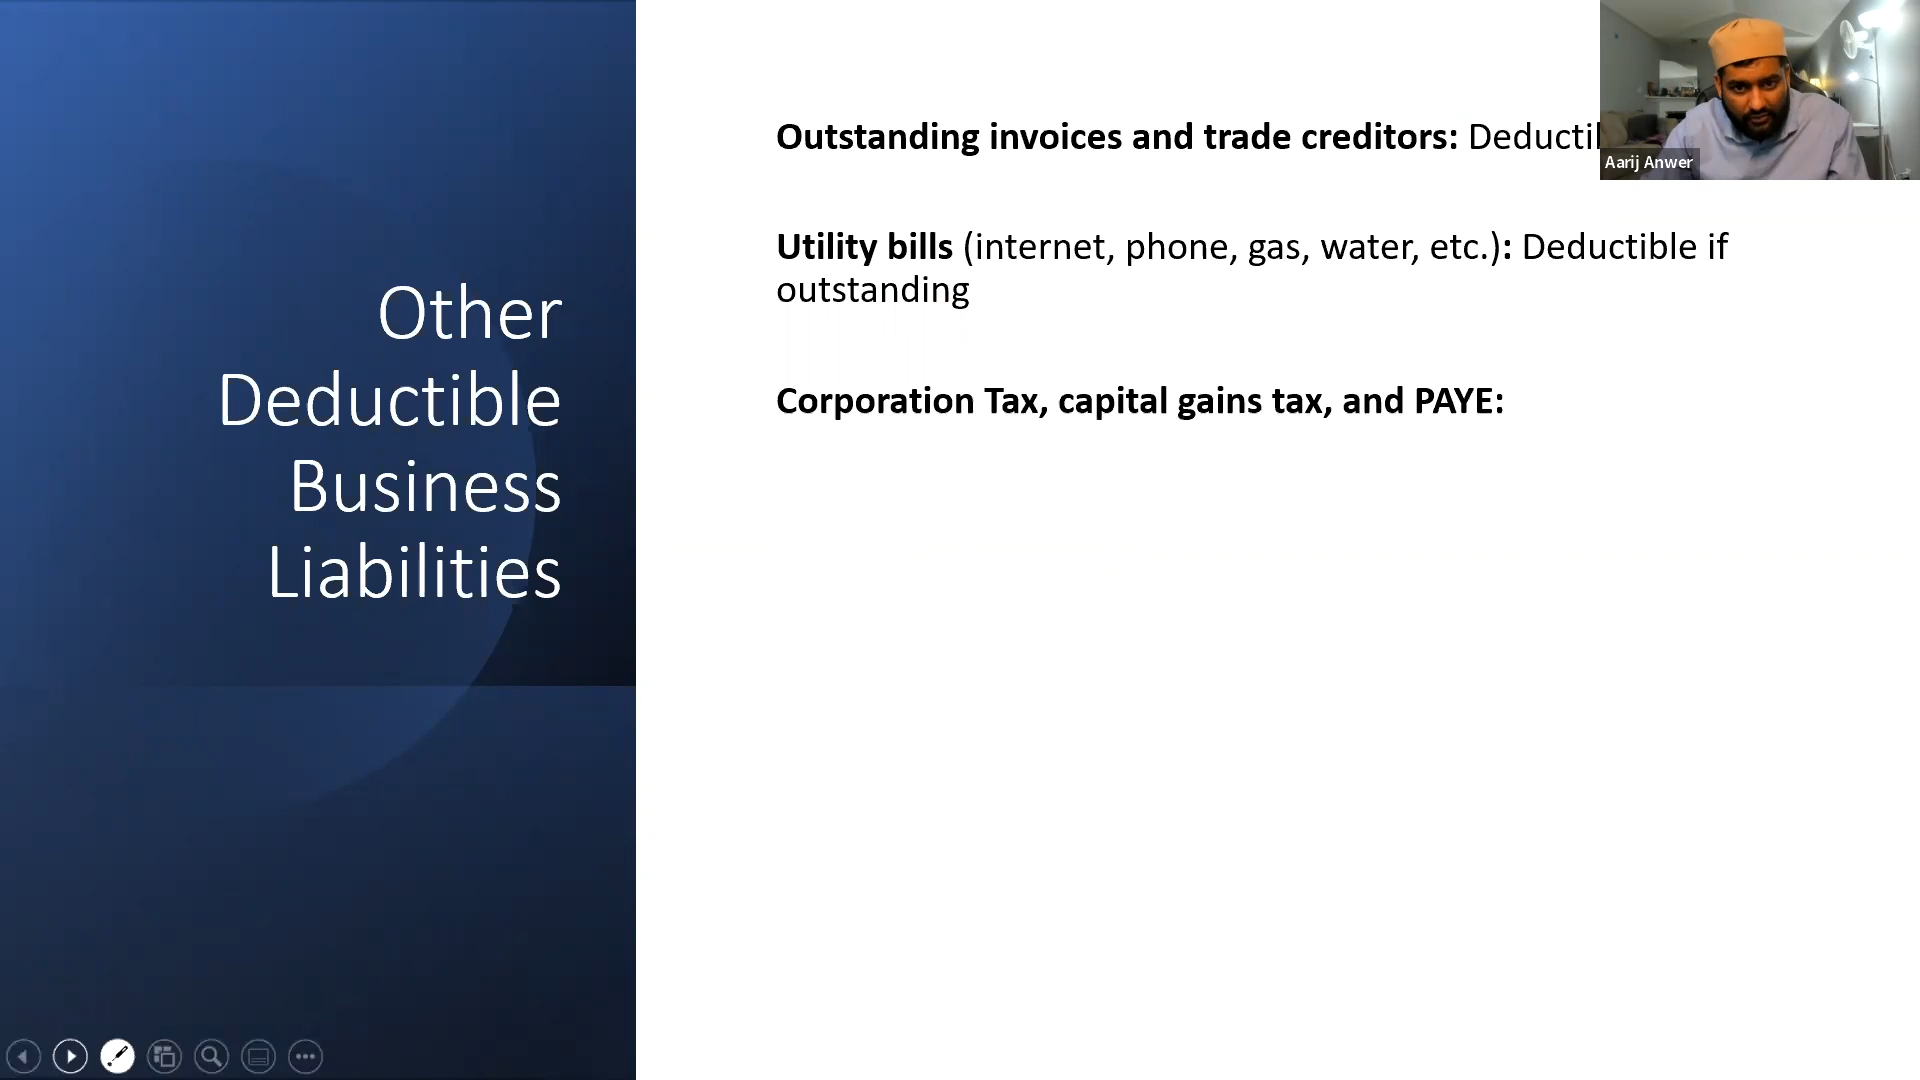 Other
Deductible
Business
Liabilities
Outstanding invoices and trade creditors:
Utility bills (internet, phone, gas, water, etc.): Deductible if
outstanding
Corporation Tax, capital gains tax, and PAYE:
Aarij Anwer